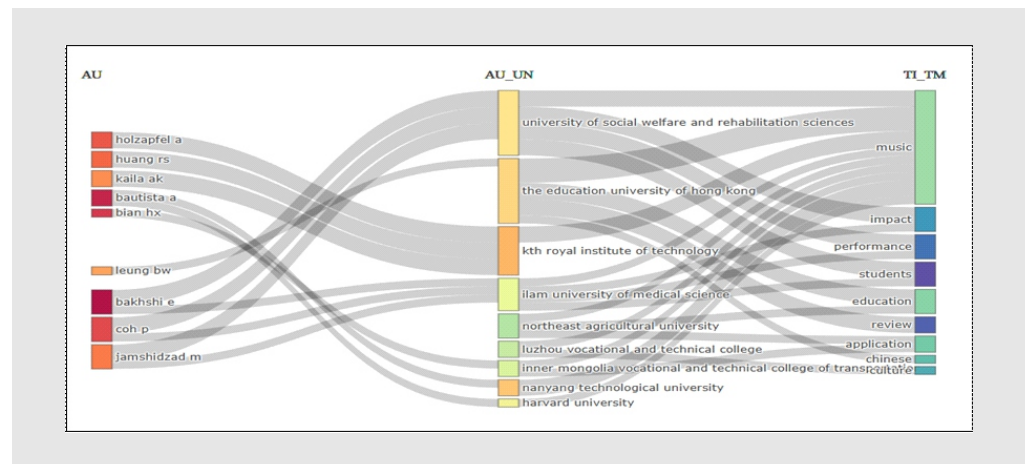 AU
AU_UN
TI_TM
holzapfel a
huang rs
kaila ak
bautista a
bian hx
leung bw
bakhshi e
coh p
jamshidzad m
university of social welfare and rehabilitation sciences
the education university of hong kong
kth royal institute of technology
ilam university of medical science
northeast agricultural university
luzhou vocational and technical college
inner mongolia vocational and technical college of transportatio
nanyang technological university
harvard university
music
impact
performance
students
education
review
application
chinese
culture